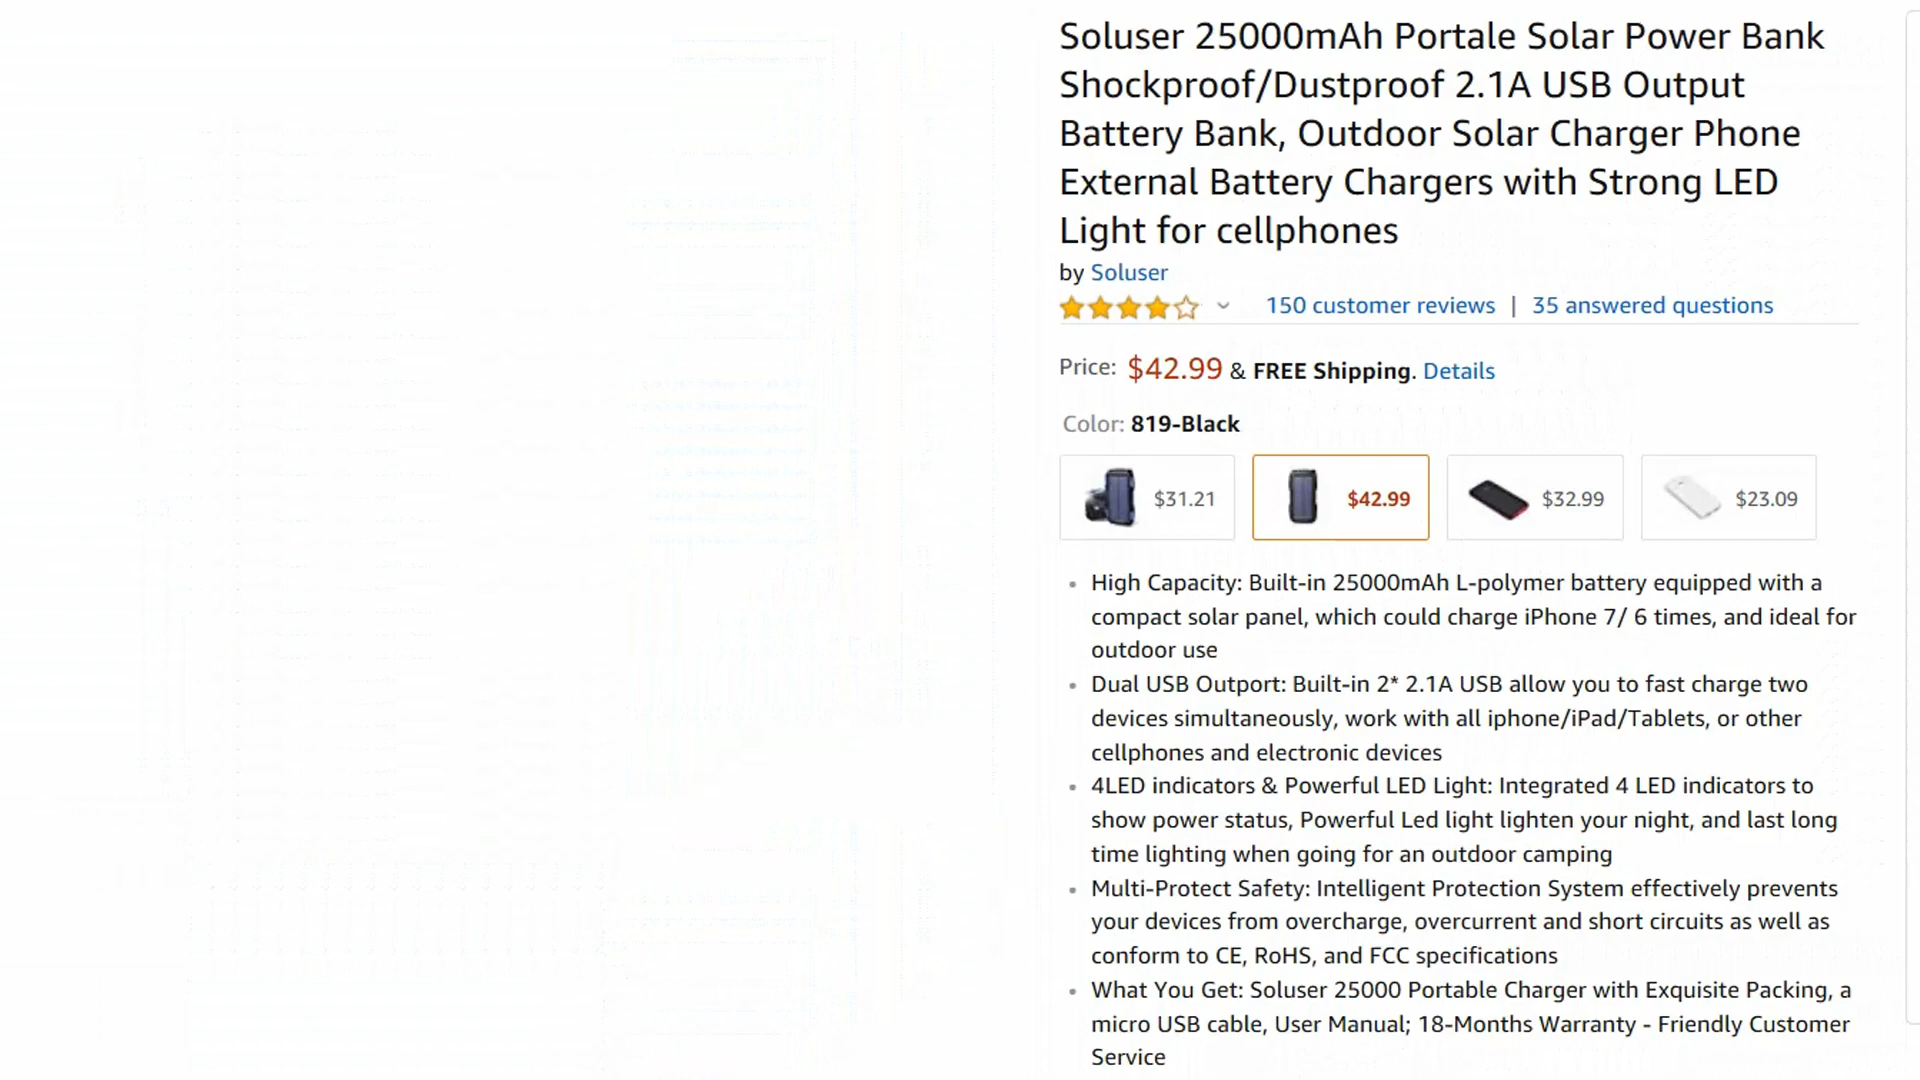 Soluser 25000mAh Portale Solar Power Bank
Shockproof/Dustproof 2.1A USB Output
Battery Bank, Outdoor Solar Charger Phone
External Battery Chargers with Strong LED
Light for cellphones
by Soluser
150 customer reviews | 35 answered questions
Price: $42.99 & FREE Shipping. Details
Color: 819-Black
$31.21 $42.99 $32.99 $23.09
• High Capacity: Built-in 25000mAh L-polymer battery equipped with a
compact solar panel, which could charge iPhone 7/ 6 times, and ideal for
outdoor use
• Dual USB Outport: Built-in 2* 2.1A USB allow you to fast charge two
devices simultaneously, work with all iphone/iPad/Tablets, or other
cellphones and electronic devices
• 4LED indicators & Powerful LED Light: Integrated 4 LED indicators to
show power status, Powerful Led light lighten your night, and last long
time lighting when going for an outdoor camping
• Multi-Protect Safety: Intelligent Protection System effectively prevents
your devices from overcharge, overcurrent and short circuits as well as
conform to CE, RoHS, and FCC specifications
• What You Get: Soluser 25000 Portable Charger with Exquisite Packing, a
micro USB cable, User Manual; 18-Months Warranty - Friendly Customer
Service